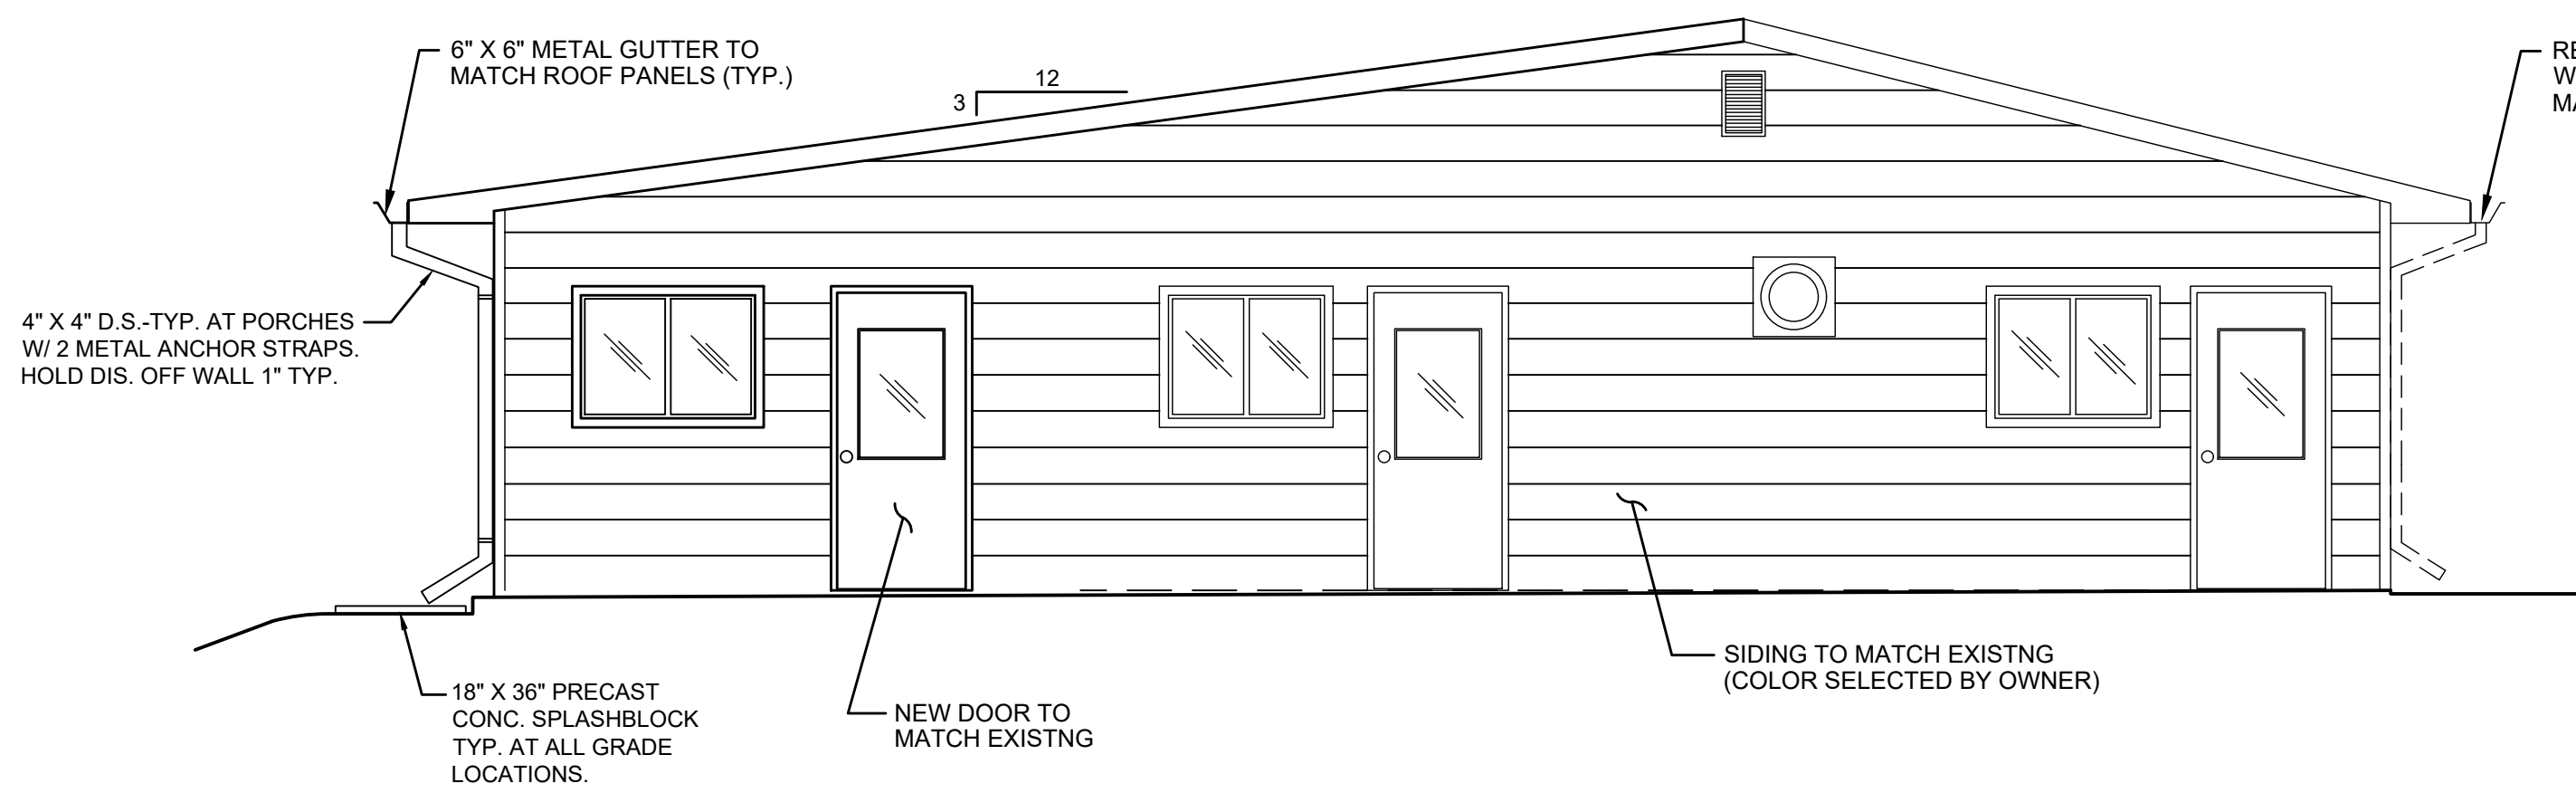 6" X 6" METAL GUTTER TO
MATCH ROOF PANELS (TYP.)
12
3
RE
W
MA
4" X 4" D.S.-TYP. AT PORCHES
W/ 2 METAL ANCHOR STRAPS.
HOLD DIS. OFF WALL 1" TYP.
SIDING TO MATCH EXISTNG
(COLOR SELECTED BY OWNER)
18" X 36" PRECAST
CONC. SPLASHBLOCK
TYP. AT ALL GRADE
LOCATIONS.
NEW DOOR TO
MATCH EXISTNG